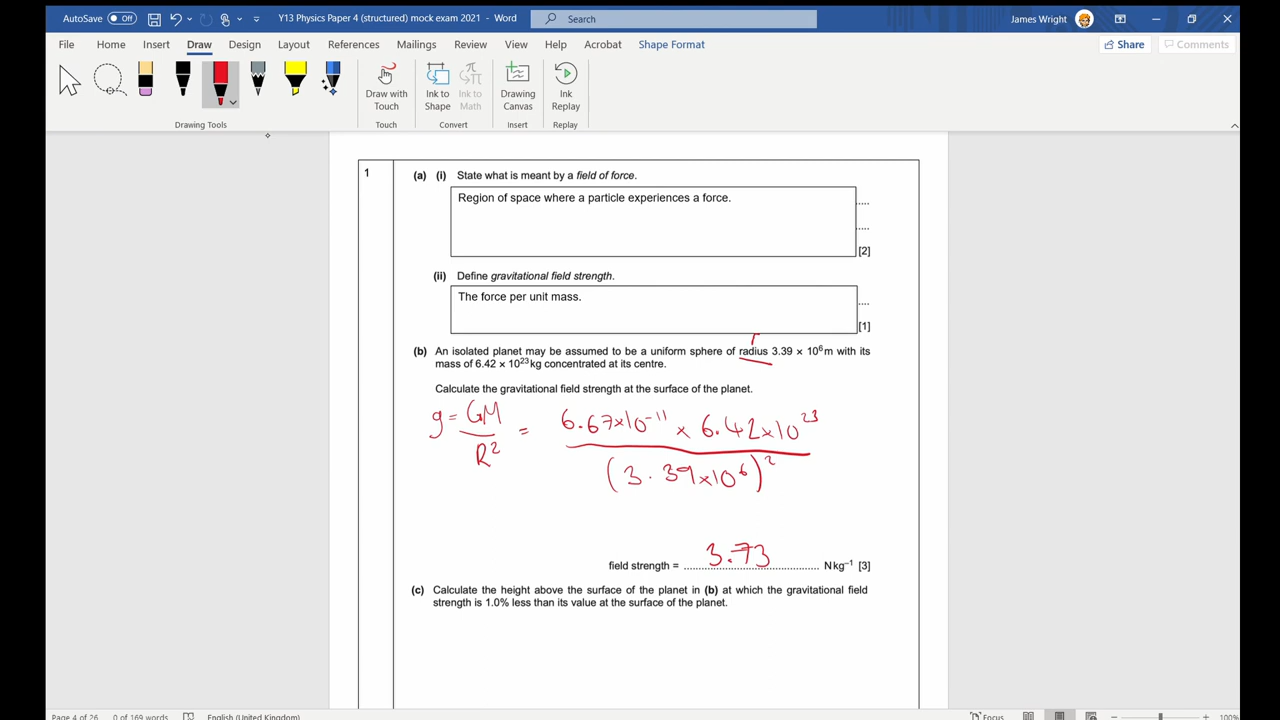 AutoSave Off Y13 Physics Paper 4 (structured) mock exam 2021 - Word Search James Wright
File Home Insert Draw Design Layout References Mailings Review View Help Acrobat Shape Format Share Comments
Draw with Touch Ink to Shape Ink to Math Drawing Canvas Ink Replay
Drawing Tools Touch Convert Insert Replay
1
(a) (i) State what is meant by a field of force.
Region of space where a particle experiences a force.
.....
.....
[2]
(ii) Define gravitational field strength.
The force per unit mass.
....
[1]
r
(b) An isolated planet may be assumed to be a uniform sphere of radius 3.39 × 10⁶ m with its
mass of 6.42 × 10²³ kg concentrated at its centre.
Calculate the gravitational field strength at the surface of the planet.
g = GM / R² = 6.67×10⁻¹¹ × 6.42×10²³
(3.39×10⁶)²
3.73
field strength = ............................................. N kg⁻¹ [3]
(c) Calculate the height above the surface of the planet in (b) at which the gravitational field
strength is 1.0% less than its value at the surface of the planet.
Page 4 of 26 0 of 169 words English (United Kingdom) Focus 100%